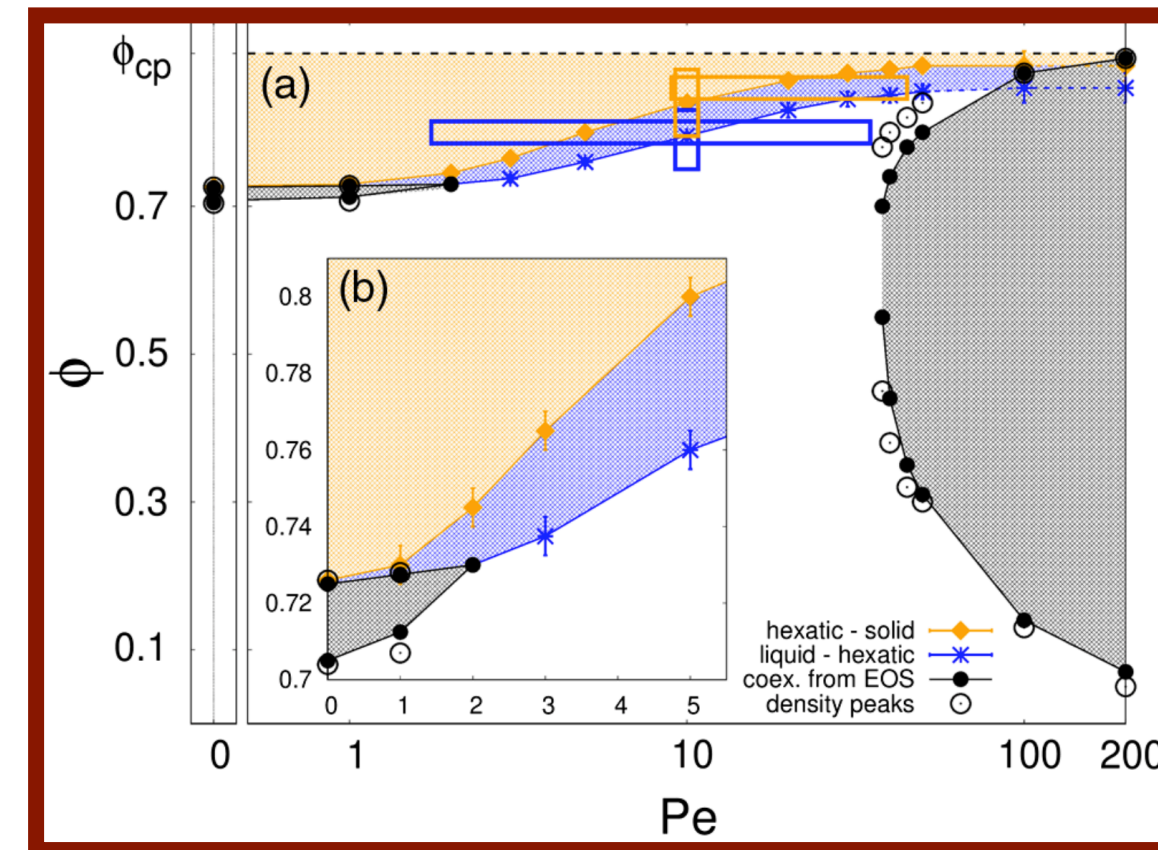 ϕcp
(a)
0.7
0.5
0.3
0.1
ϕ
(b)
0.8
0.78
0.76
0.74
0.72
0.7
0 1 2 3 4 5
hexatic - solid
liquid - hexatic
coex. from EOS
density peaks
0 1 10 100 200
Pe